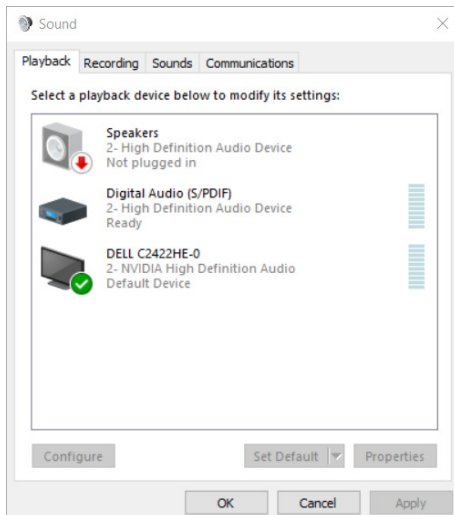 Sound
Playback Recording Sounds Communications
Select a playback device below to modify its settings:
Speakers
2- High Definition Audio Device
Not plugged in
Digital Audio (S/PDIF)
2- High Definition Audio Device
Ready
DELL C2422HE-0
2- NVIDIA High Definition Audio
Default Device
Configure Set Default Properties
OK Cancel Apply